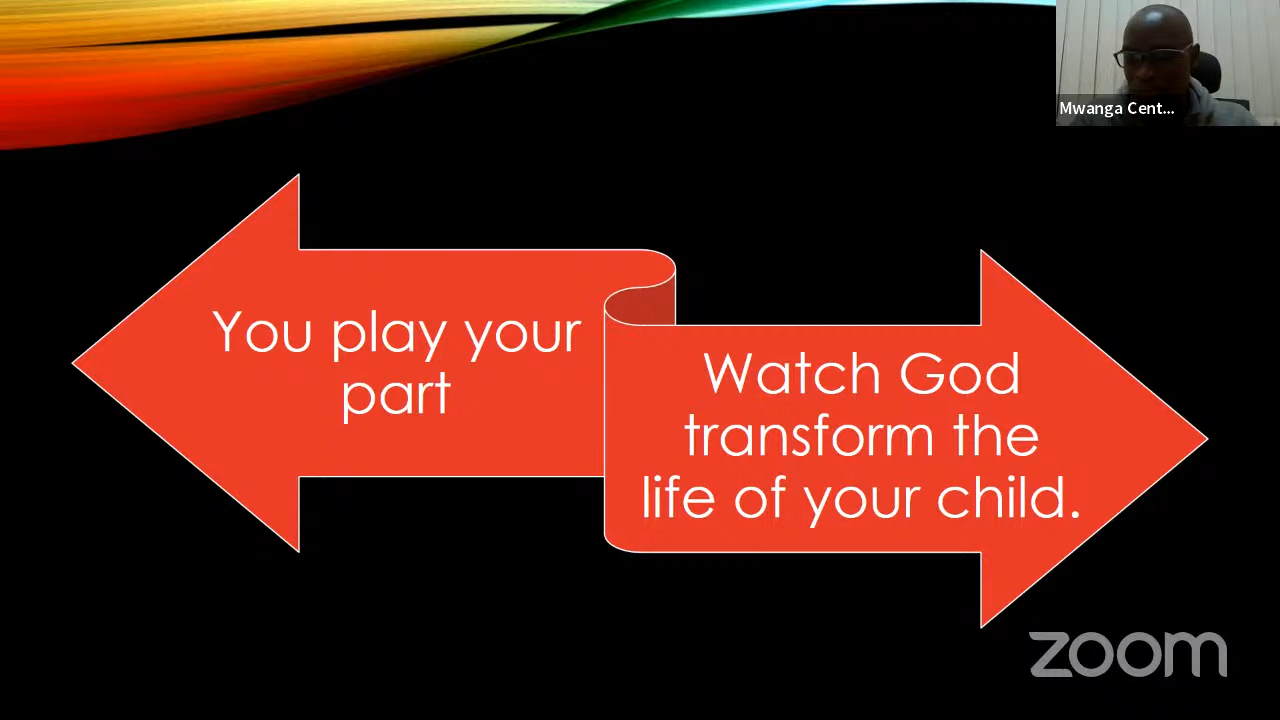 Mwanga Cent...
You play your
part
Watch God
transform the
life of your child.
zoom